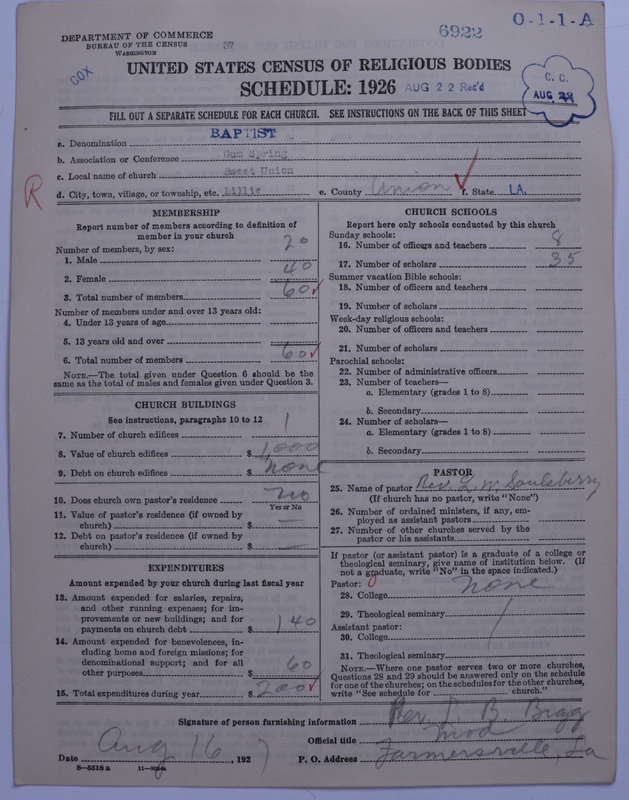 DEPARTMENT OF COMMERCE
BUREAU OF THE CENSUS
WASHINGTON
37
6922
O-1-1-A
COX
UNITED STATES CENSUS OF RELIGIOUS BODIES
SCHEDULE: 1926
AUG 22 Rec'd
C. C.
AUG
FILL OUT A SEPARATE SCHEDULE FOR EACH CHURCH. SEE INSTRUCTIONS ON THE BACK OF THIS SHEET
a. Denomination BAPTIST
b. Association or Conference Gum Spring
c. Local name of church Sweet Union
R
d. City, town, village, or township, etc. Lillie e. County Union f. State LA.
MEMBERSHIP
Report number of members according to definition of member in your church
Number of members, by sex:
1. Male 20
2. Female 40
3. Total number of members 60
Number of members under and over 13 years old:
4. Under 13 years of age
5. 13 years old and over
6. Total number of members 60
NOTE.—The total given under Question 6 should be the
same as the total of males and females given under Question 3.
CHURCH BUILDINGS
See instructions, paragraphs 10 to 12
7. Number of church edifices 1
8. Value of church edifices $ 1,000
9. Debt on church edifices $ none
10. Does church own pastor's residence no
Yes or No
11. Value of pastor's residence (if owned by
church) $ —
12. Debt on pastor's residence (if owned by
church) $ —
EXPENDITURES
Amount expended by your church during last fiscal year
13. Amount expended for salaries, repairs,
and other running expenses; for im-
provements or new buildings; and for
payments on church debt $ 140
14. Amount expended for benevolences, in-
cluding home and foreign missions; for
denominational support; and for all
other purposes $ 60
15. Total expenditures during year $ 200
CHURCH SCHOOLS
Report here only schools conducted by this church
Sunday schools:
16. Number of officers and teachers 8
17. Number of scholars 35
Summer vacation Bible schools:
18. Number of officers and teachers
19. Number of scholars
Week-day religious schools:
20. Number of officers and teachers
21. Number of scholars
Parochial schools:
22. Number of administrative officers
23. Number of teachers—
a. Elementary (grades 1 to 8)
b. Secondary
24. Number of scholars—
a. Elementary (grades 1 to 8)
b. Secondary
PASTOR
25. Name of pastor Rev. L. W. Soulsberry
(If church has no pastor, write "None")
26. Number of ordained ministers, if any, em-
ployed as assistant pastors
27. Number of other churches served by the
pastor or his assistants
If pastor (or assistant pastor) is a graduate of a college or
theological seminary, give name of institution below. (If
not a graduate, write "No" in the space indicated.)
Pastor:
28. College none
29. Theological seminary
Assistant pastor:
30. College
31. Theological seminary
NOTE.—Where one pastor serves two or more churches,
Questions 28 and 29 should be answered only on the schedule
for one of the churches; on the schedules for the other churches,
write "See schedule for church."
Signature of person furnishing information Rev. I. B. Bragg
Official title Mod
Date Aug 16, 1927 P. O. Address Farmersville, La
8-5518 a